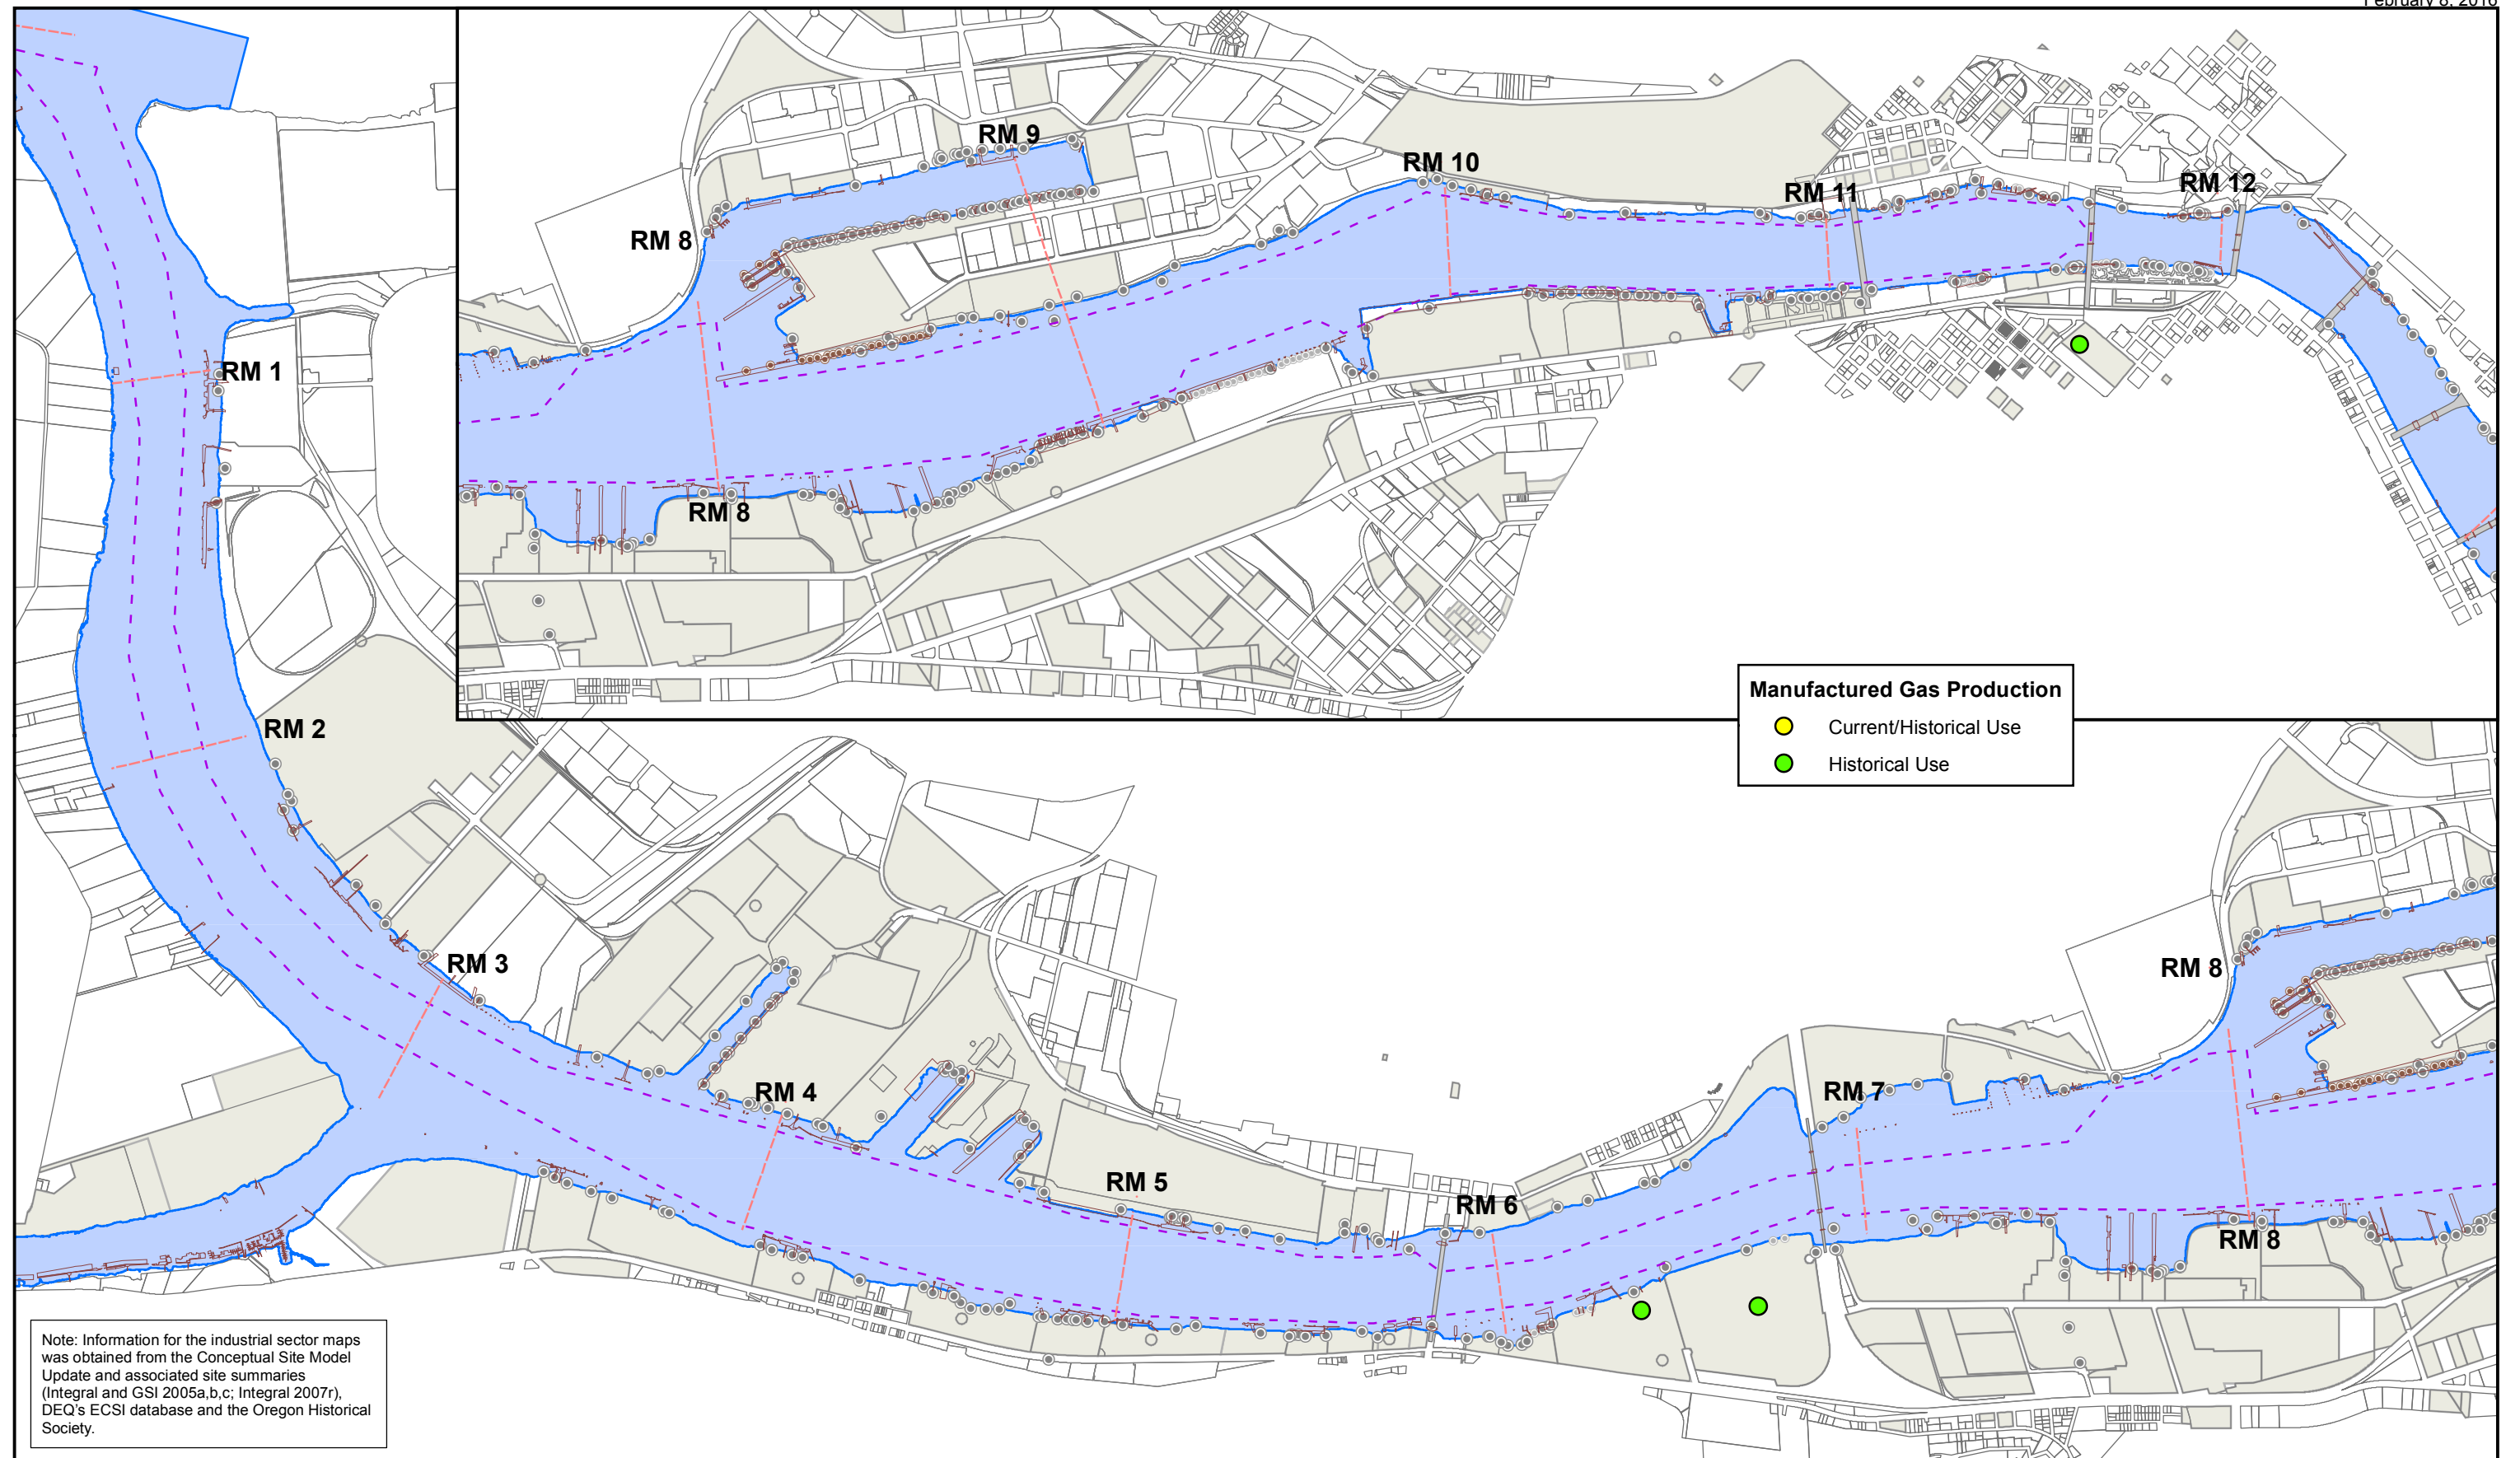 February 8, 2016
RM 9
RM 10
RM 11
RM 12
RM 8
RM 1
RM 8
Manufactured Gas Production
Current/Historical Use
Historical Use
RM 2
RM 3
RM 8
RM 4
RM 7
RM 5
RM 6
RM 8
Note: Information for the industrial sector maps
was obtained from the Conceptual Site Model
Update and associated site summaries
(Integral and GSI 2005a,b,c; Integral 2007r),
DEQ's ECSI database and the Oregon Historical
Society.